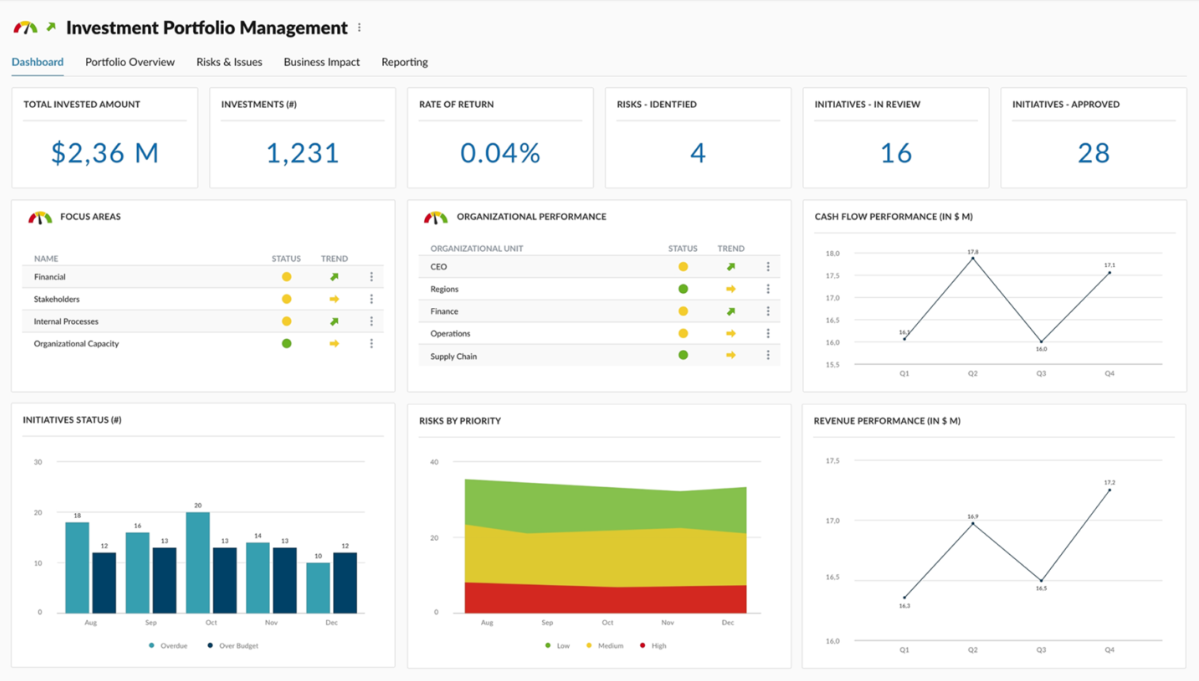 Investment Portfolio Management
Dashboard Portfolio Overview Risks & Issues Business Impact Reporting
TOTAL INVESTED AMOUNT
$2,36 M
INVESTMENTS (#)
1,231
RATE OF RETURN
0.04%
RISKS - IDENTFIED
4
INITIATIVES - IN REVIEW
16
INITIATIVES - APPROVED
28
FOCUS AREAS
NAME STATUS TREND
Financial
Stakeholders
Internal Processes
Organizational Capacity
ORGANIZATIONAL PERFORMANCE
ORGANIZATIONAL UNIT STATUS TREND
CEO
Regions
Finance
Operations
Supply Chain
CASH FLOW PERFORMANCE (IN $ M)
18,0
17,5
17,0
16,5
16,0
15,5
16,1 17,8 16,0 17,1
Q1 Q2 Q3 Q4
INITIATIVES STATUS (#)
30
20
10
0
18 12 16 13 20 13 14 13 10 12
Aug Sep Oct Nov Dec
Overdue Over Budget
RISKS BY PRIORITY
40
20
0
Aug Sep Oct Nov Dec
Low Medium High
REVENUE PERFORMANCE (IN $ M)
17,5
17,0
16,5
16,0
16,3 16,9 16,5 17,2
Q1 Q2 Q3 Q4